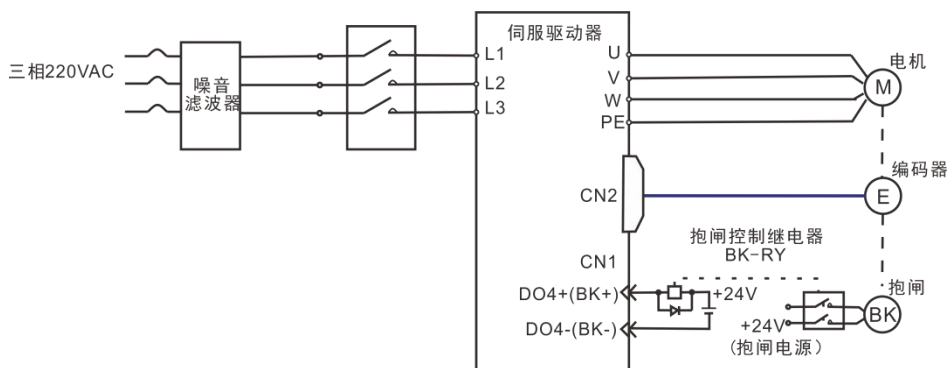 伺服驱动器
三相220VAC
噪音
滤波器
L1
L2
L3
U
V
W
PE
电机
M
编码器
E
CN2
抱闸控制继电器
BK-RY
CN1
DO4+(BK+)
+24V
抱闸
BK
DO4-(BK-)
+24V
(抱闸电源)